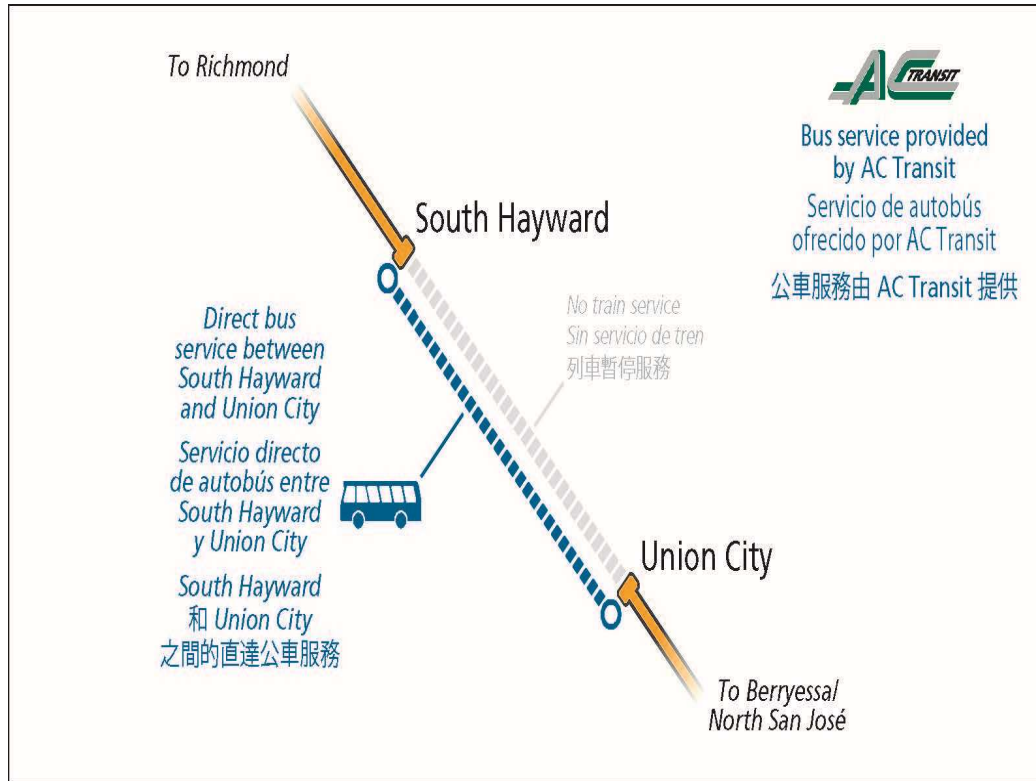 To Richmond
AC TRANSIT
Bus service provided
by AC Transit
Servicio de autobús
ofrecido por AC Transit
公車服務由 AC Transit 提供
South Hayward
No train service
Sin servicio de tren
列車暫停服務
Direct bus
service between
South Hayward
and Union City
Servicio directo
de autobús entre
South Hayward
y Union City
South Hayward
和 Union City
之間的直達公車服務
Union City
To Berryessa/
North San José